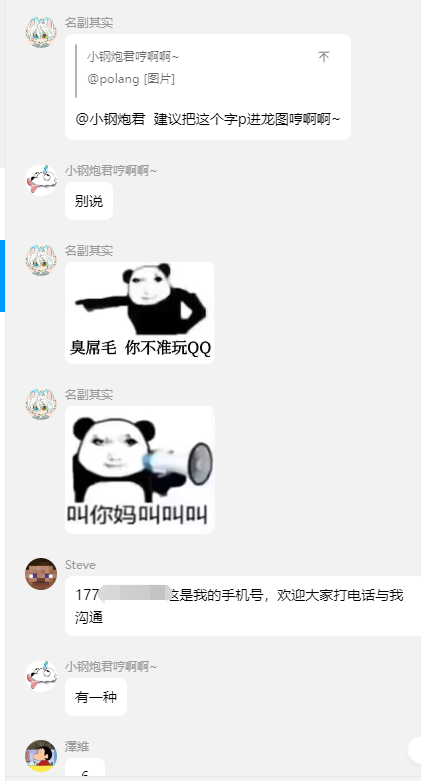 名副其实
小钢炮君哼啊啊~
@polang [图片]
@小钢炮君 建议把这个字p进龙图哼啊啊~
小钢炮君哼啊啊~
别说
名副其实
臭屌毛 你不准玩QQ
名副其实
叫你妈叫叫叫
Steve
177 这是我的手机号，欢迎大家打电话与我
沟通
小钢炮君哼啊啊~
有一种
澤維
6